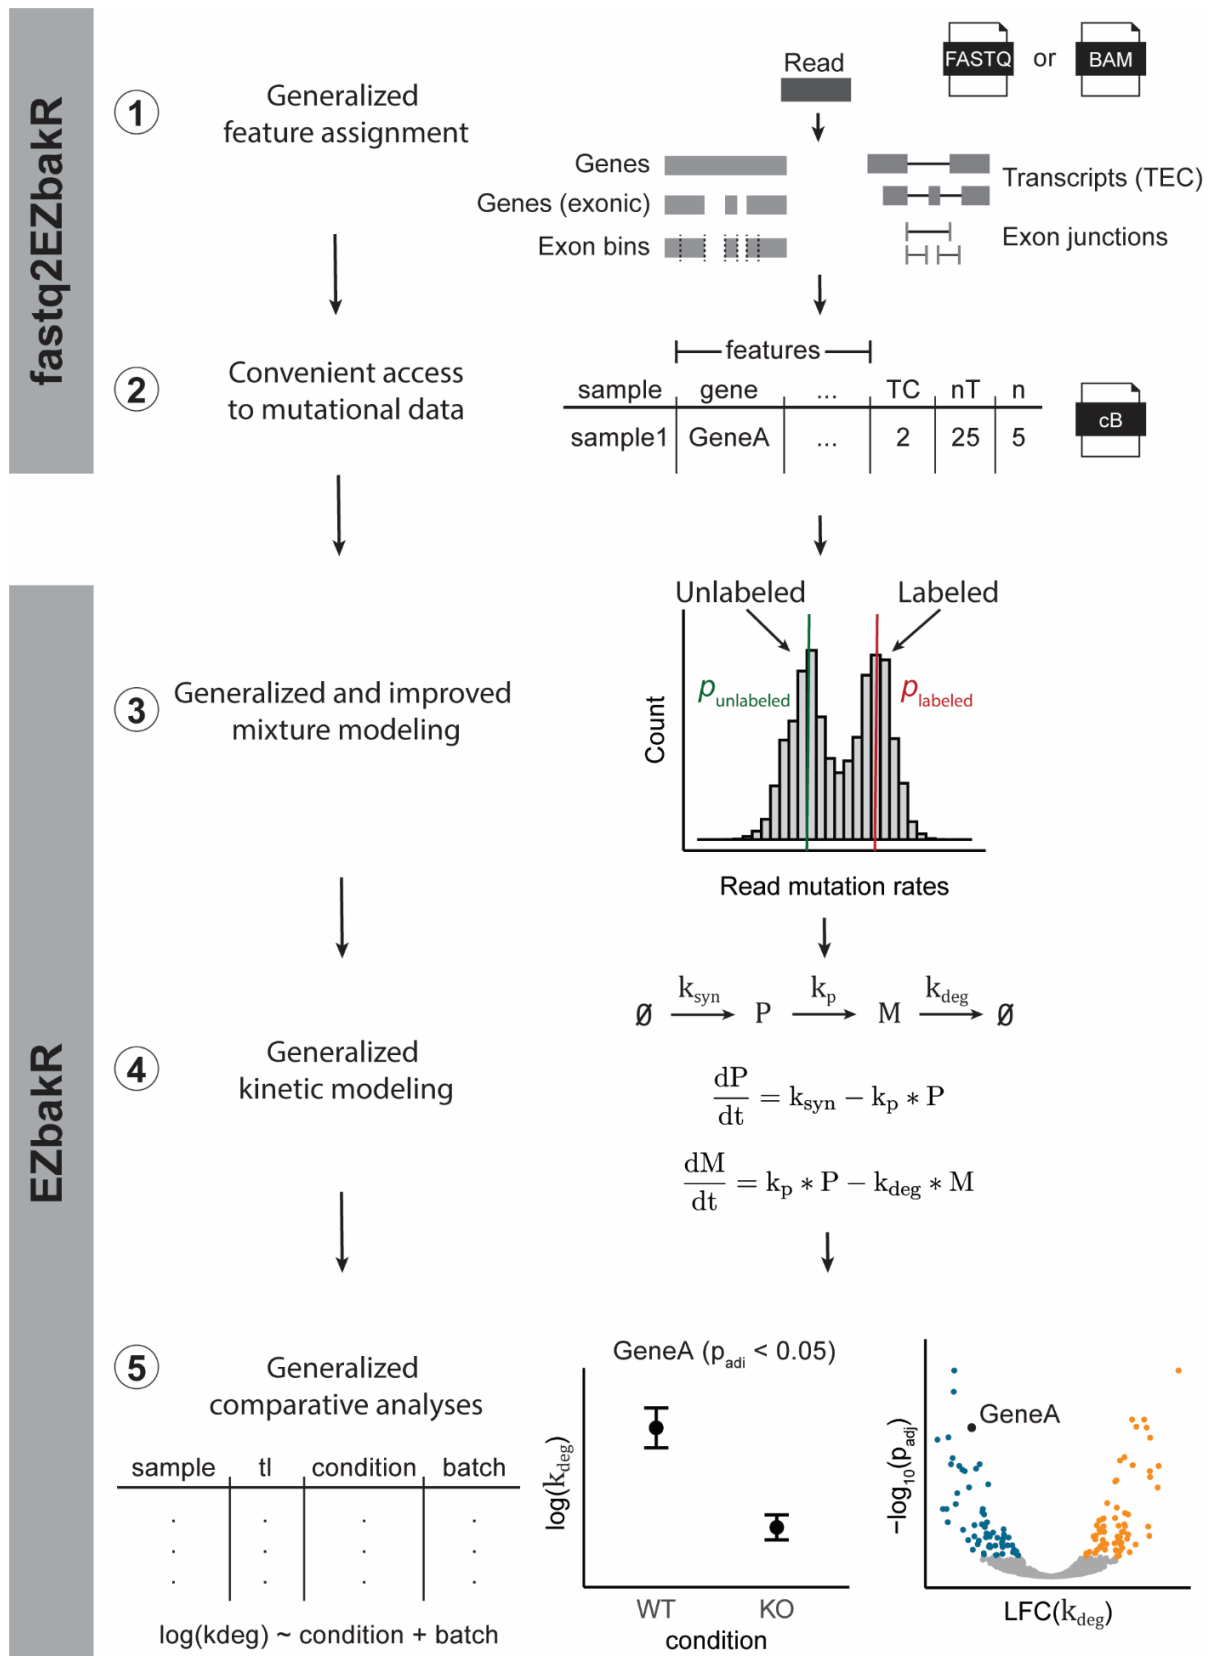 fastq2EZbakR
1
Generalized
feature assignment
Read
FASTQ or BAM
Genes
Genes (exonic)
Exon bins
Transcripts (TEC)
Exon junctions
2
Convenient access
to mutational data
features
sample gene ... TC nT n
sample1 GeneA ... 2 25 5
cB
EZbakR
3
Generalized and improved
mixture modeling
Unlabeled Labeled
p unlabeled
p labeled
Count
Read mutation rates
4
Generalized
kinetic modeling
Ø k_syn P k_p M k_deg Ø
dP/dt = k_syn − k_p ∗ P
dM/dt = k_p ∗ P − k_deg ∗ M
5
Generalized
comparative analyses
sample tl condition batch
. . . .
. . . .
. . . .
log(kdeg) ~ condition + batch
GeneA (p_adj < 0.05)
log(k_deg)
WT KO
condition
GeneA
−log10(p_adj)
LFC(k_deg)